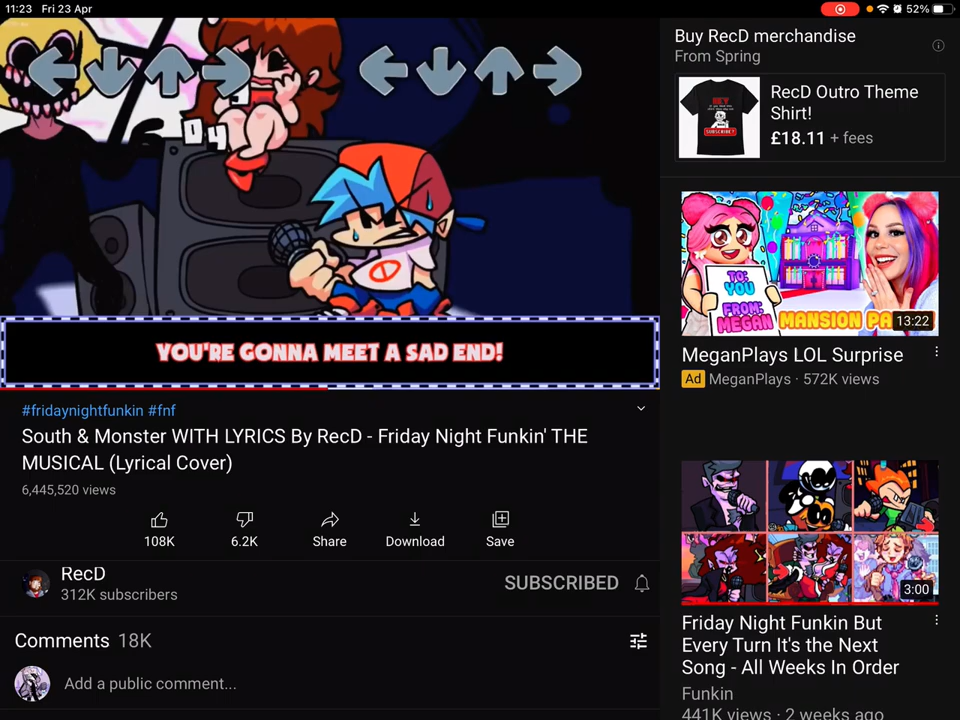 11:23 Fri 23 Apr
52%
04
YOU'RE GONNA MEET A SAD END!
#fridaynightfunkin #fnf
South & Monster WITH LYRICS By RecD - Friday Night Funkin' THE
MUSICAL (Lyrical Cover)
6,445,520 views
108K
6.2K
Share
Download
Save
RecD
312K subscribers
SUBSCRIBED
Comments 18K
Add a public comment...
Buy RecD merchandise
From Spring
HEY
SUBSCRIBE?
RecD Outro Theme
Shirt!
£18.11 + fees
TO:
YOU
FROM:
MEGAN
MANSION PA
13:22
MeganPlays LOL Surprise
Ad MeganPlays · 572K views
3:00
Friday Night Funkin But
Every Turn It's the Next
Song - All Weeks In Order
Funkin
441K views · 2 weeks ago